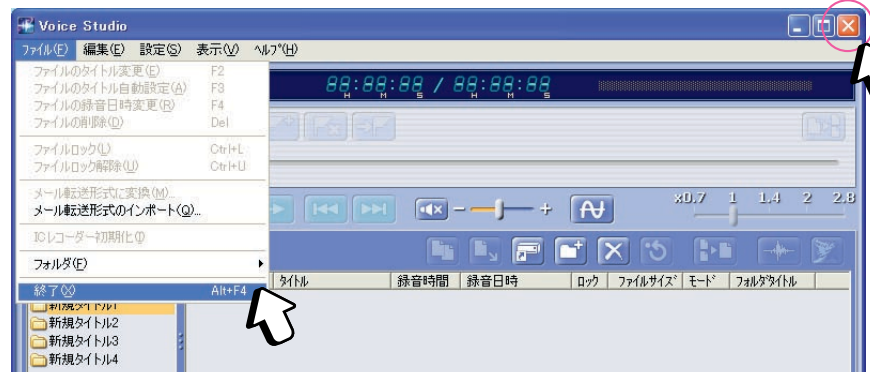 Voice Studio
ファイル(F) 編集(E) 設定(S) 表示(V) ヘルプ(H)
ファイルのタイトル変更(E) F2
ファイルのタイトル自動設定(A) F3
ファイルの録音日時変更(R) F4
ファイルの削除(D) Del
ファイルロック(L) Ctrl+L
ファイルロック解除(U) Ctrl+U
メール転送形式に変換(M)...
メール転送形式のインポート(Q)...
ICレコーダー初期化(I)
フォルダ(F)
終了(X) Alt+F4
88:88:88 / 88:88:88
H M S H M S
x0.7 1 1.4 2 2.8
タイトル 録音時間 録音日時 ロック ファイルサイズ モード フォルダタイトル
新規タイトル1
新規タイトル2
新規タイトル3
新規タイトル4